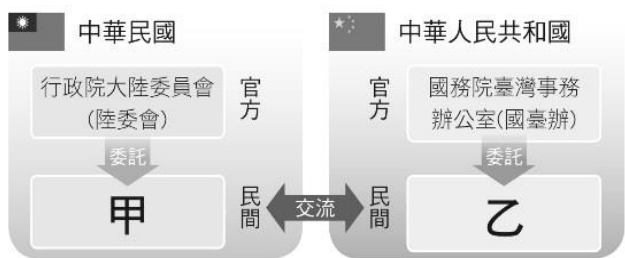 中華民國
行政院大陸委員會
(陸委會)
官方
委託
甲
民間
交流
中華人民共和國
官方
國務院臺灣事務
辦公室(國臺辦)
委託
民間
乙